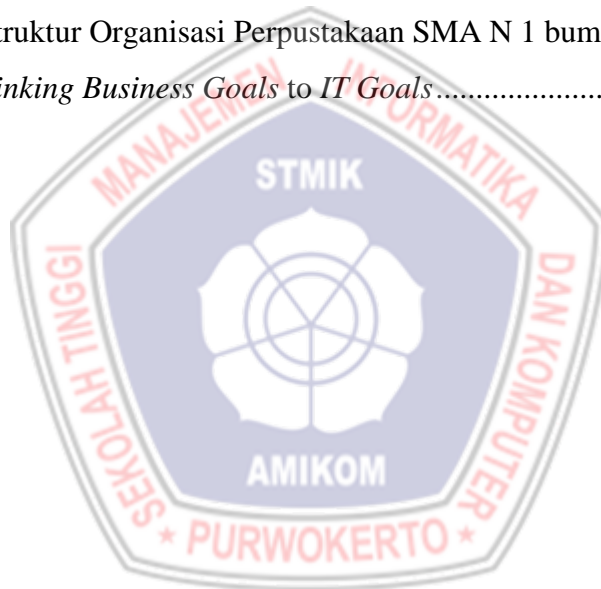 truktur Organisasi Perpustakaan SMA N 1 bum
inking Business Goals to IT Goals.....................
SEKOLAH TINGGI MANAJEMEN INFORMATIKA DAN KOMPUTER
STMIK
AMIKOM
* PURWOKERTO *